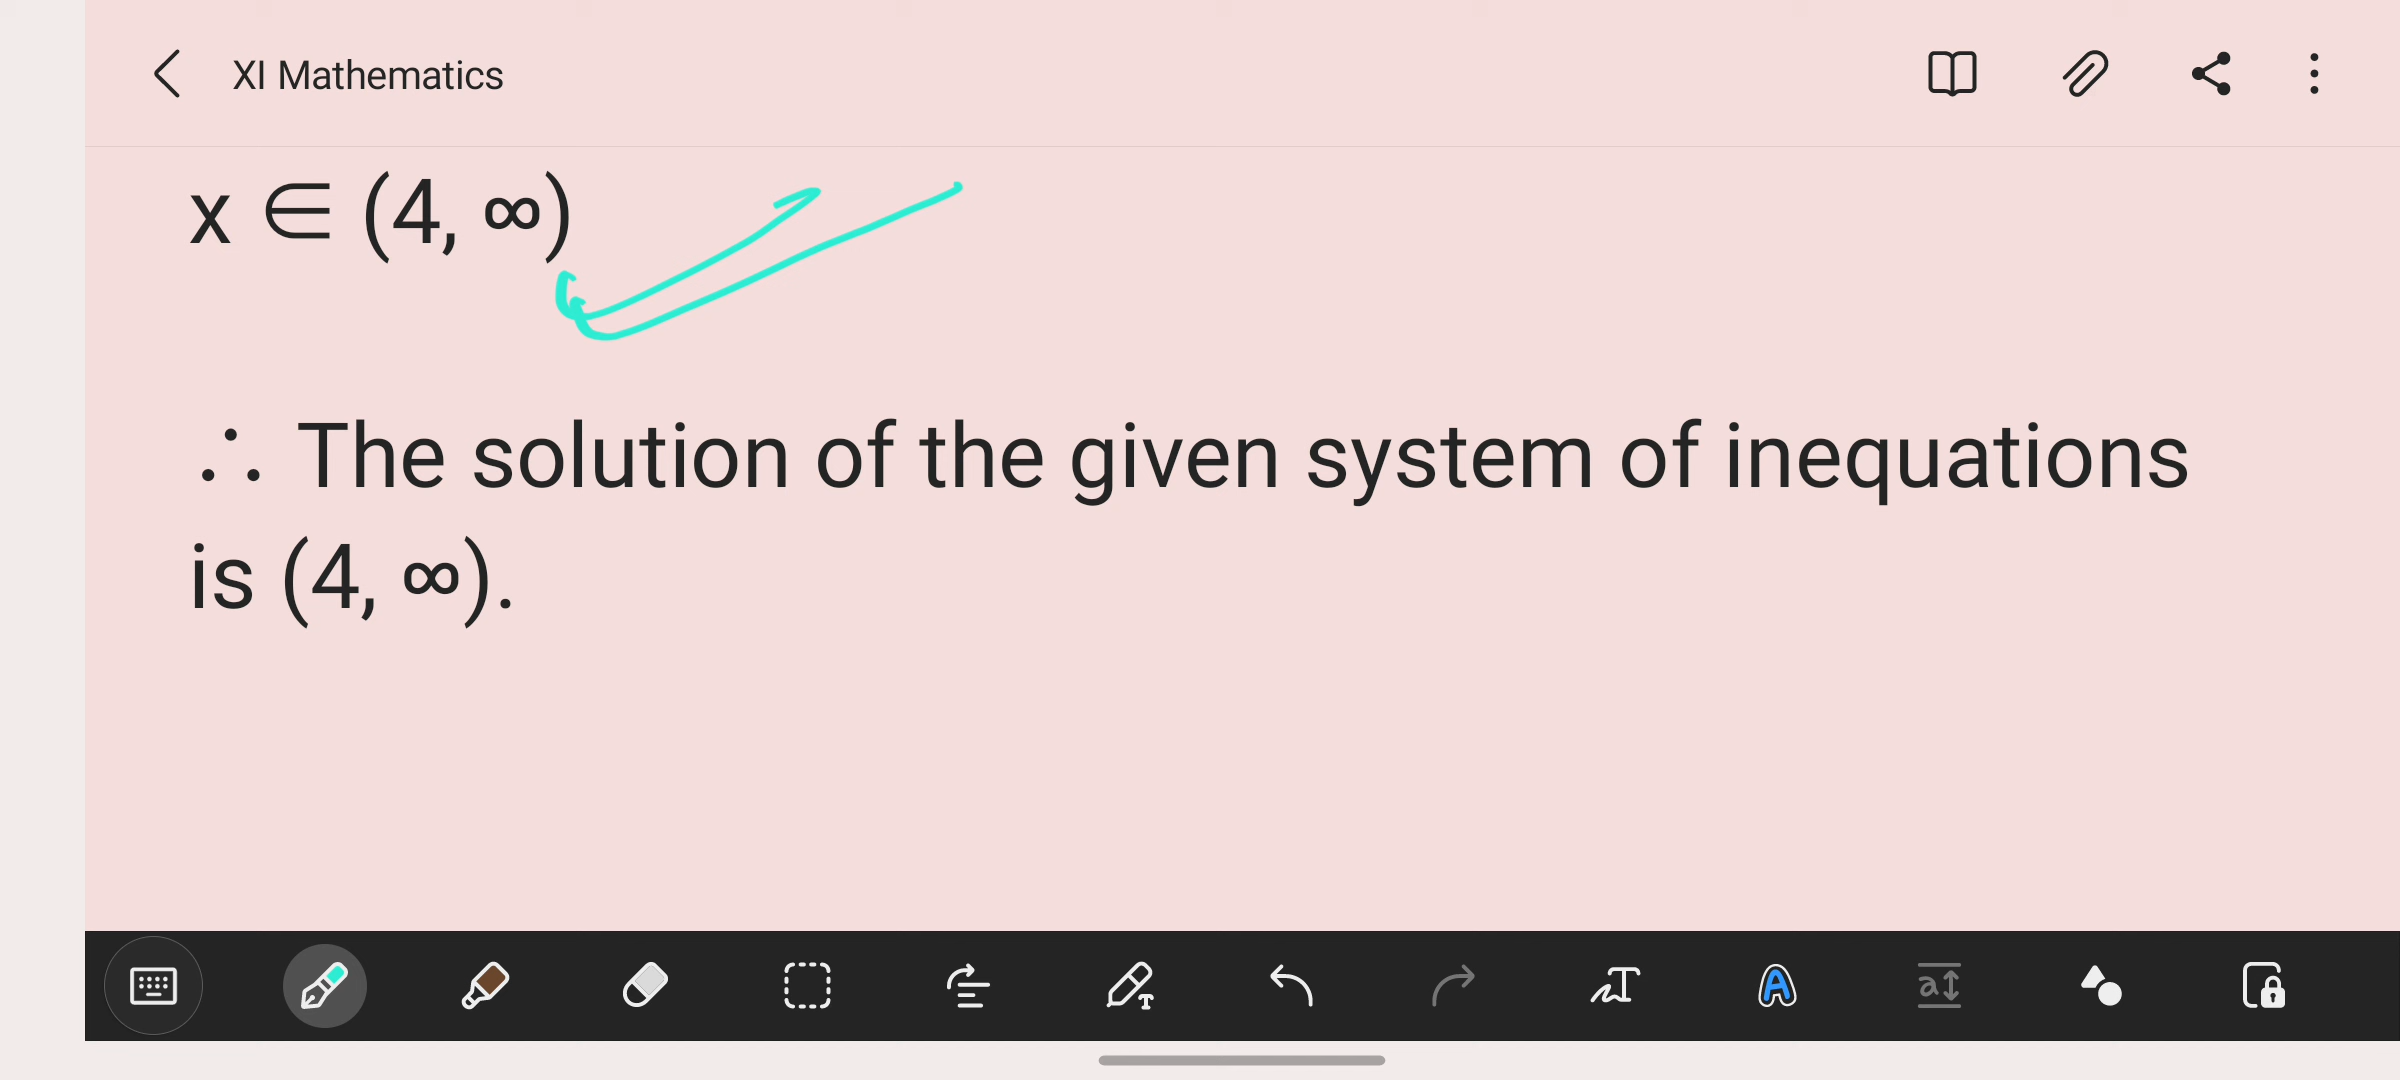 XI Mathematics
x ∈ (4, ∞)
∴ The solution of the given system of inequations
is (4, ∞).